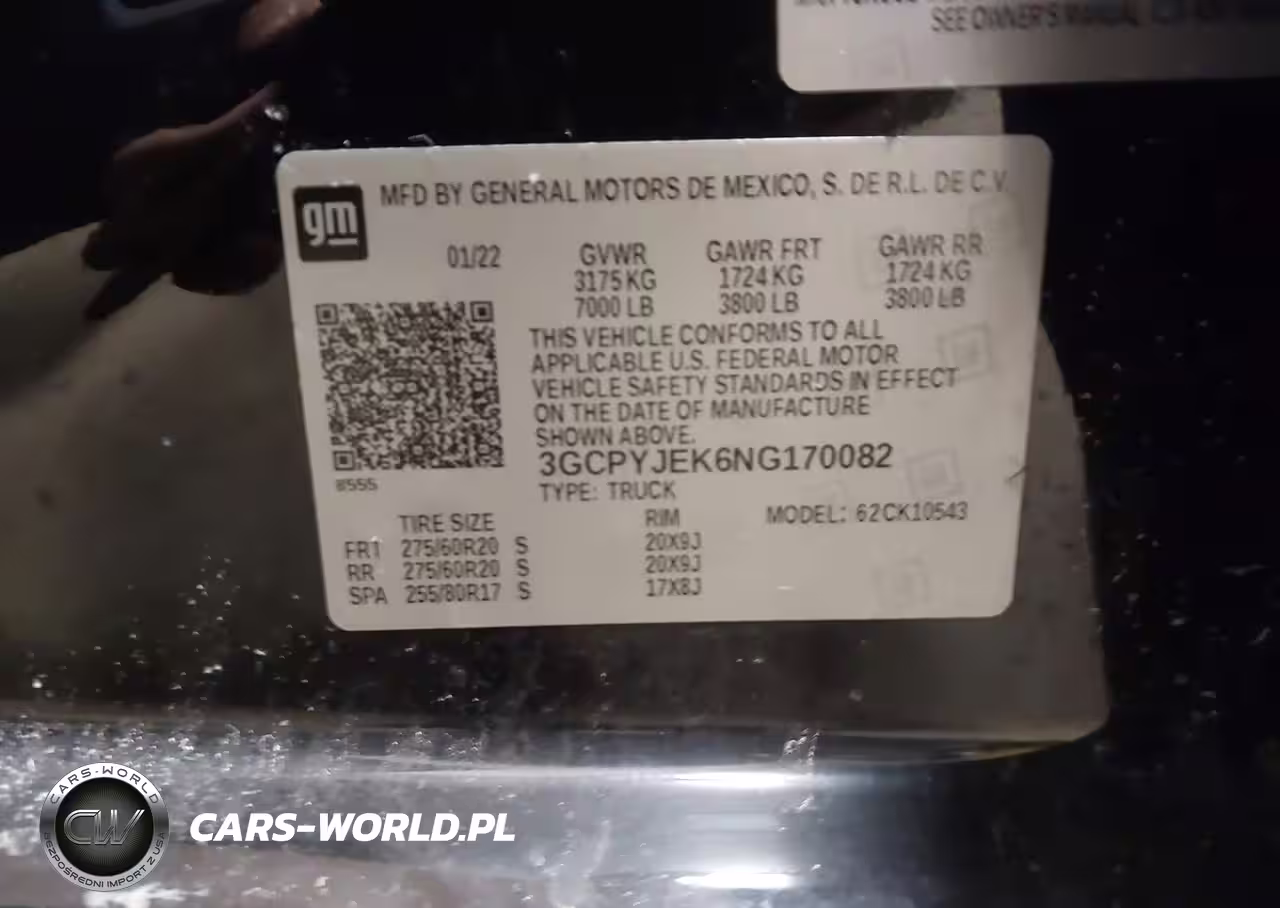 SEE OWNER'S MANUAL
gm
MFD BY GENERAL MOTORS DE MEXICO, S. DE R.L. DE C.V.
01/22 GVWR GAWR FRT GAWR RR
3175 KG 1724 KG 1724 KG
7000 LB 3800 LB 3800 LB
THIS VEHICLE CONFORMS TO ALL
APPLICABLE U.S. FEDERAL MOTOR
VEHICLE SAFETY STANDARDS IN EFFECT
ON THE DATE OF MANUFACTURE
SHOWN ABOVE.
3GCPYJEK6NG170082
8555
TYPE: TRUCK
TIRE SIZE RIM MODEL: 62CK10543
FRT 275/60R20 S 20X9J
RR 275/60R20 S 20X9J
SPA 255/80R17 S 17X8J
CARS-WORLD
CW
BEZPOŚREDNI IMPORT Z USA
CARS-WORLD.PL